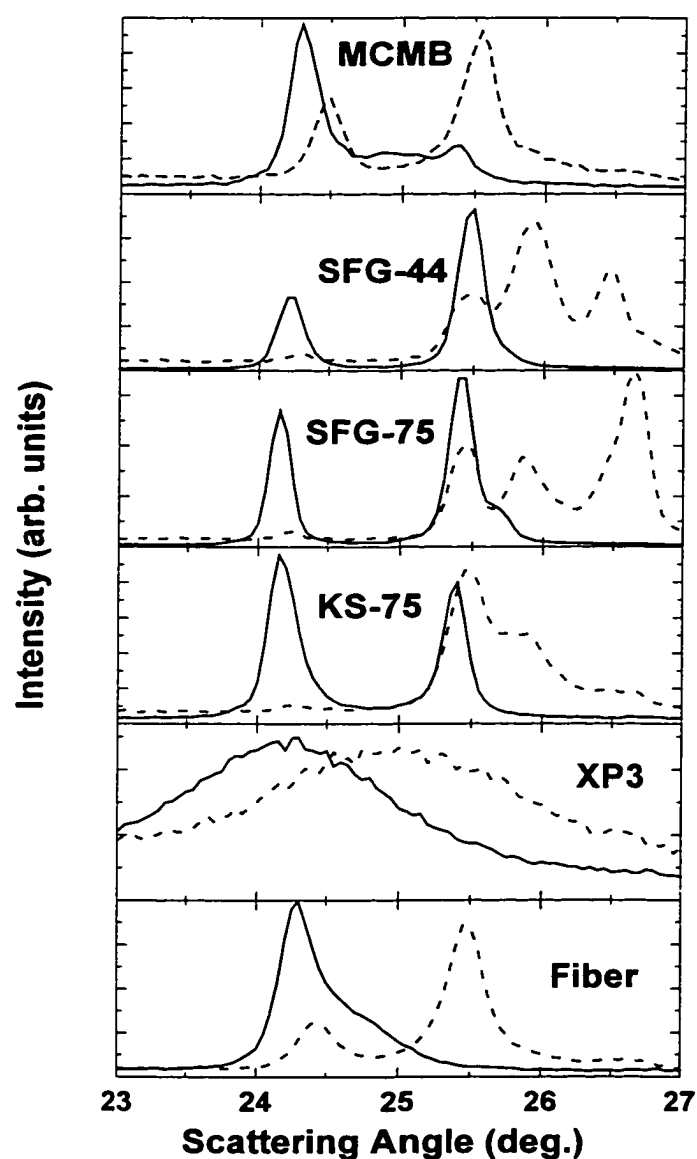 MCMB
SFG-44
SFG-75
KS-75
XP3
Fiber
Intensity (arb. units)
23 24 25 26 27
Scattering Angle (deg.)